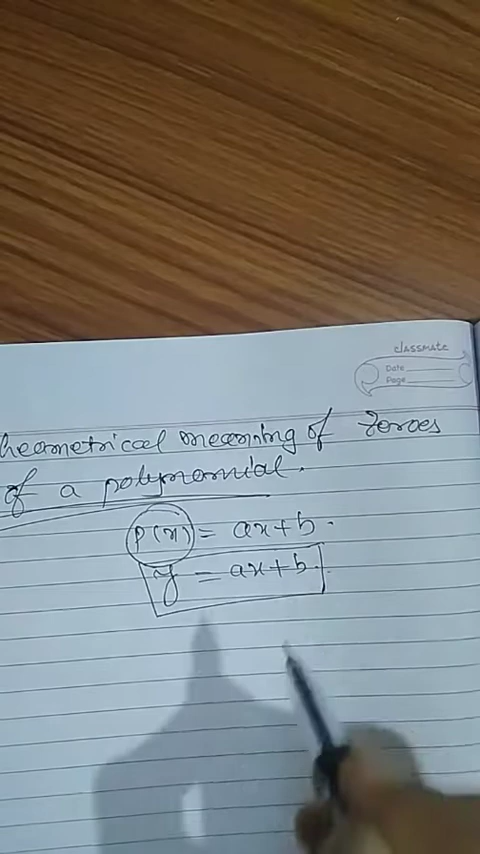 classmate
Date
Page
heometrical meaning of zeroes
of a polynomial.
P(x) = ax+b.
y = ax+b.